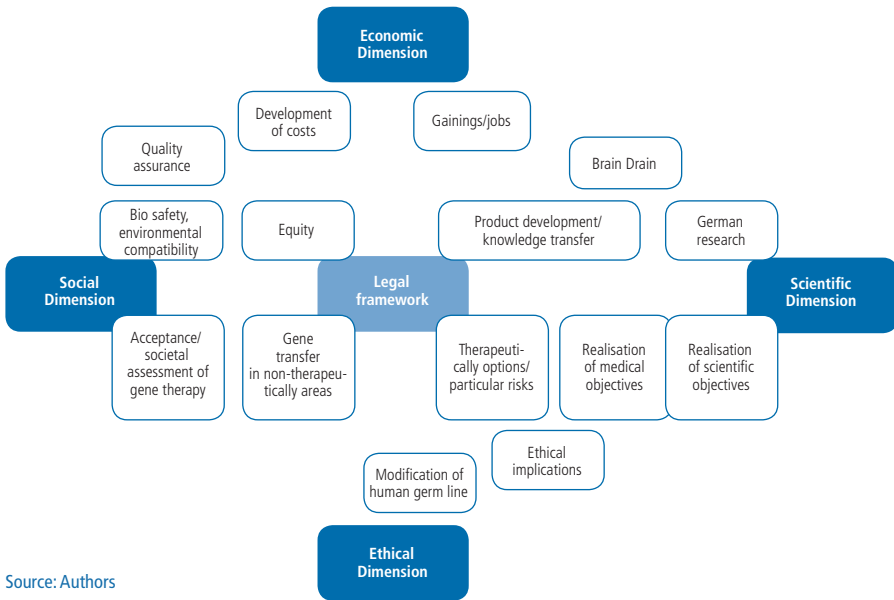 Economic
Dimension
Development
of costs
Gainings/jobs
Quality
assurance
Brain Drain
Bio safety,
environmental
compatibility
Equity
Product development/
knowledge transfer
German
research
Social
Dimension
Legal
framework
Scientific
Dimension
Acceptance/
societal
assessment of
gene therapy
Gene
transfer
in non-therapeu-
tically areas
Therapeuti-
cally options/
particular risks
Realisation
of medical
objectives
Realisation
of scientific
objectives
Ethical
implications
Modification of
human germ line
Ethical
Dimension
Source: Authors